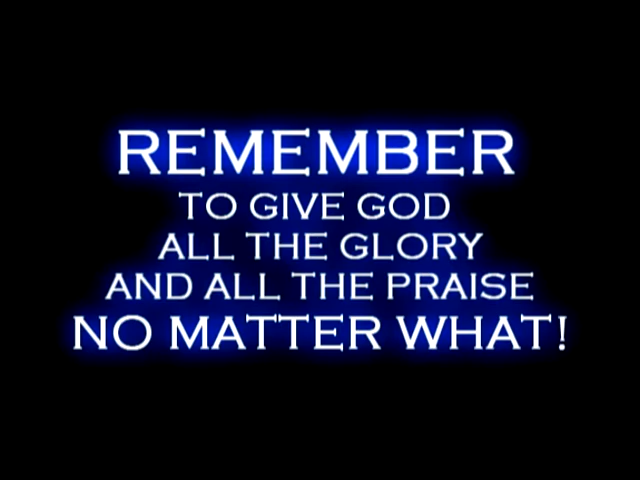 REMEMBER
TO GIVE GOD
ALL THE GLORY
AND ALL THE PRAISE
NO MATTER WHAT!